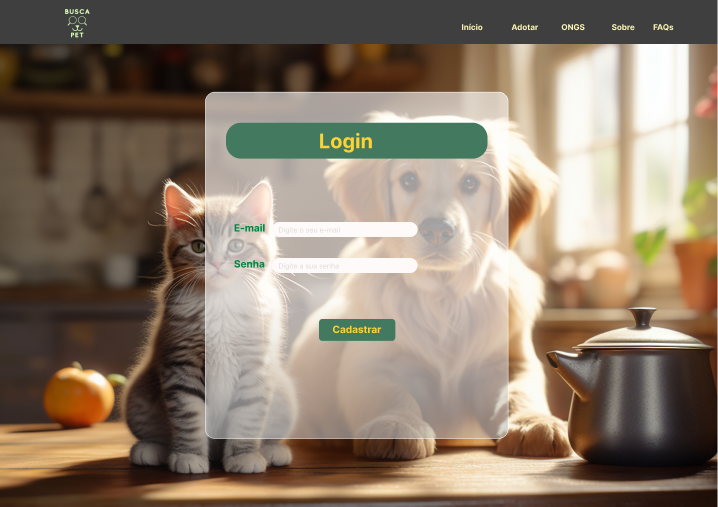 BUSCA
PET
Início Adotar ONGS Sobre FAQs
Login
E-mail Digite o seu e-mail
Senha Digite a sua senha
Cadastrar